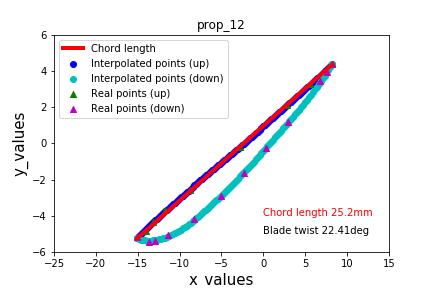 prop_12
Chord length
Interpolated points (up)
Interpolated points (down)
Real points (up)
Real points (down)
6
4
2
0
−2
−4
−6
y_values
Chord length 25.2mm
Blade twist 22.41deg
−25
−20
−15
−10
−5
0
5
10
15
x_values